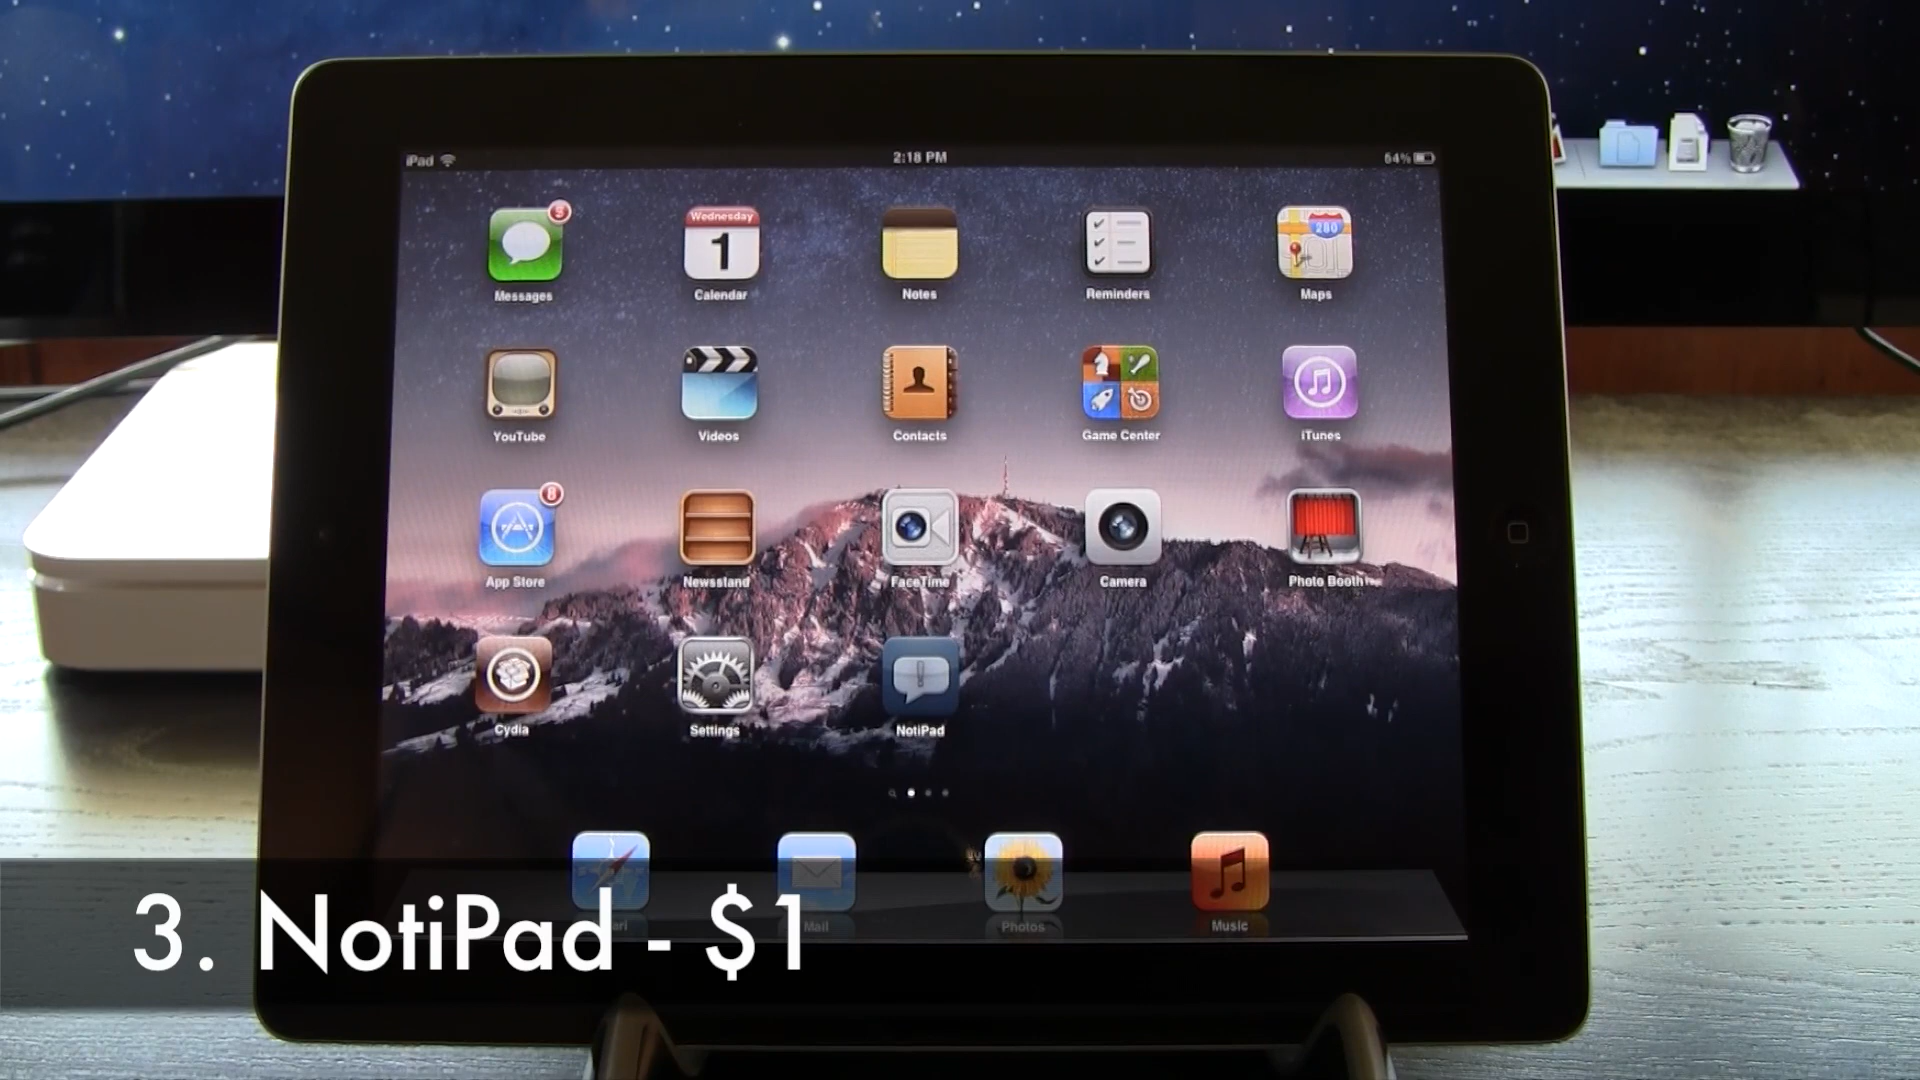 iPad 2:18 PM 54%
3 Wednesday 280
1
Messages Calendar Notes Reminders Maps
YouTube Videos Contacts Game Center iTunes
8
App Store Newsstand FaceTime Camera Photo Booth
Cydia Settings NotiPad
3. NotiPad - $1
Mail Photos Music